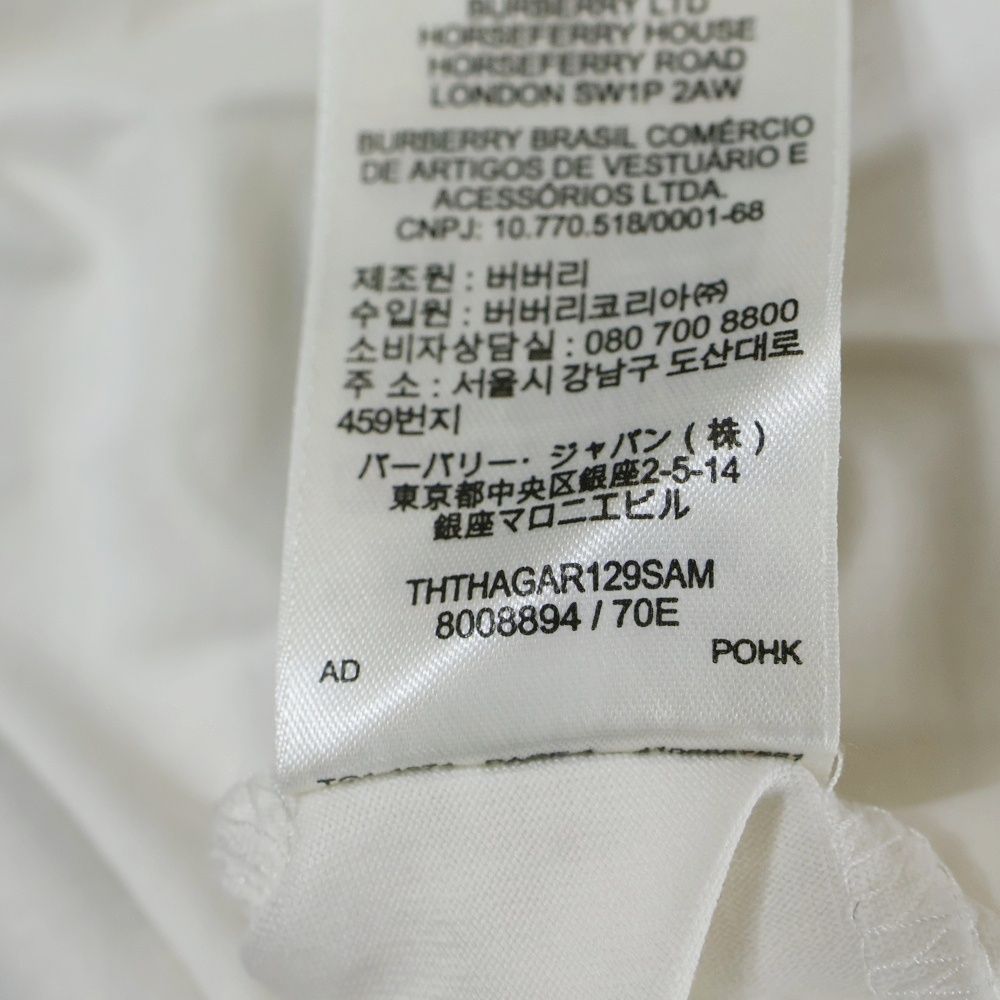 BURBERRY LTD
HORSEFERRY HOUSE
HORSEFERRY ROAD
LONDON SW1P 2AW
BURBERRY BRASIL COMÉRCIO
DE ARTIGOS DE VESTUÁRIO E
ACESSÓRIOS LTDA.
CNPJ: 10.770.518/0001-68
제조원 : 버버리
수입원 : 버버리코리아㈜
소비자상담실 : 080 700 8800
주 소 : 서울시 강남구 도산대로
459번지
バーバリー・ジャパン ( 株 )
東京都中央区銀座2-5-14
銀座マロニエビル
THTHAGAR129SAM
8008894 / 70E
AD
POHK